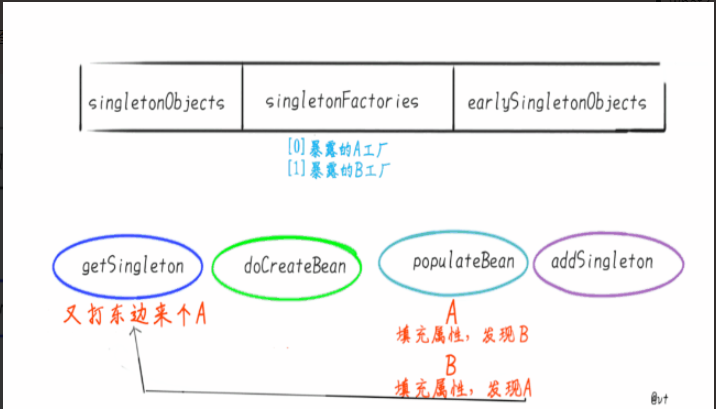 singletonObjects singletonFactories earlySingletonObjects
[0]暴露的A工厂
[1]暴露的B工厂
getSingleton doCreateBean populateBean addSingleton
又打东边来个A
A
填充属性，发现B
B
填充属性，发现A
@vt